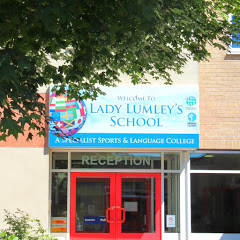 Welcome To
Lady Lumley's
School
A Specialist Sports & Language College
RECEPTION